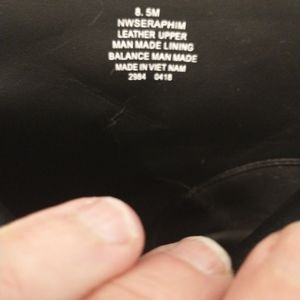 8.5M
NWSERAPHIM
LEATHER UPPER
MAN MADE LINING
BALANCE MAN MADE
MADE IN VIET NAM
2984 0418